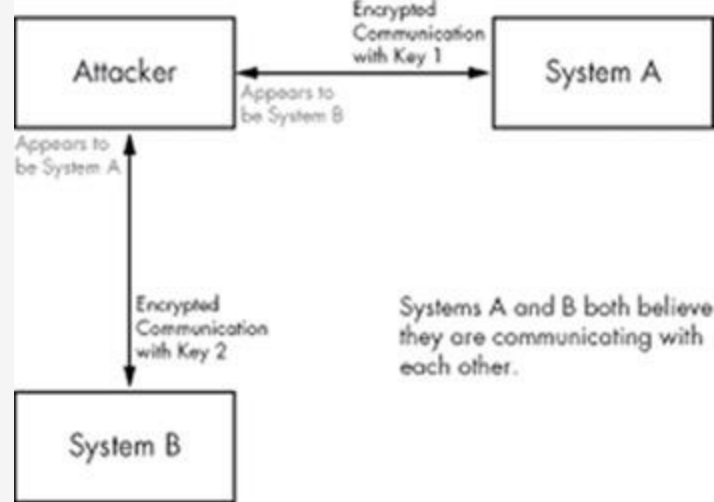 Encrypted
Communication
with Key 1
Attacker
System A
Appears to
be System B
Appears to
be System A
Encrypted
Communication
with Key 2
Systems A and B both believe
they are communicating with
each other.
System B